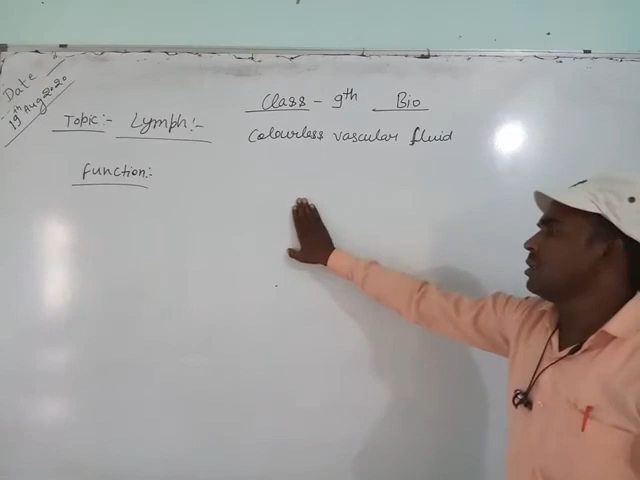 Date
19th Aug 2020
Class - 9th Bio
Topic:- Lymph:-
Colourless vascular fluid
Function:-